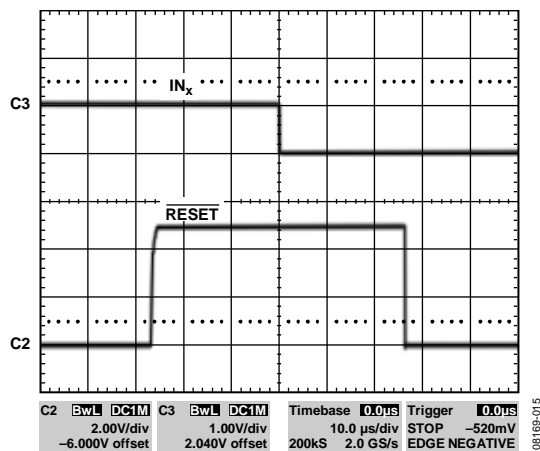 INx
C3
RESET
C2
C2 BwL DC1M C3 BwL DC1M Timebase 0.0µs Trigger 0.0µs
2.00V/div 1.00V/div 10.0 µs/div STOP –520mV
–6.000V offset 2.040V offset 200kS 2.0 GS/s EDGE NEGATIVE
08169-015